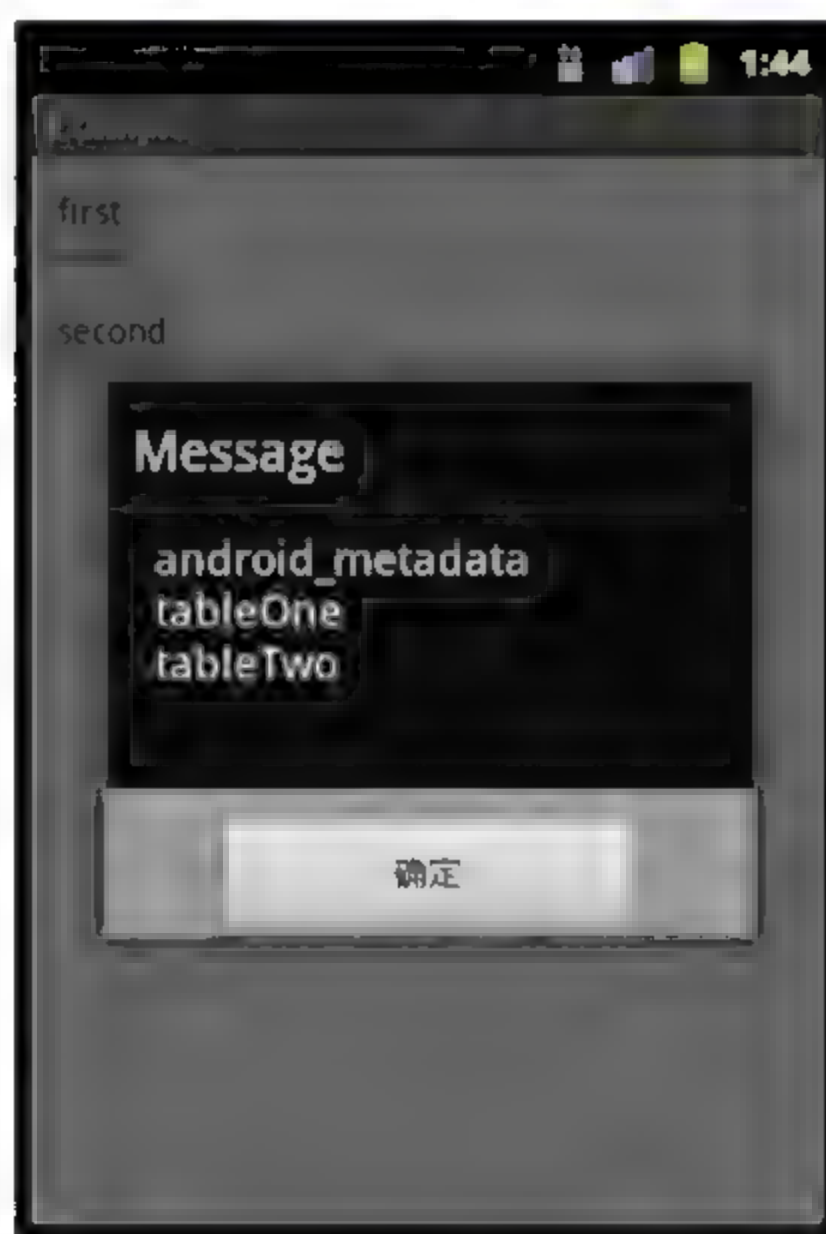 1:44
first
second
Message
android_metadata
tableOne
tableTwo
确定